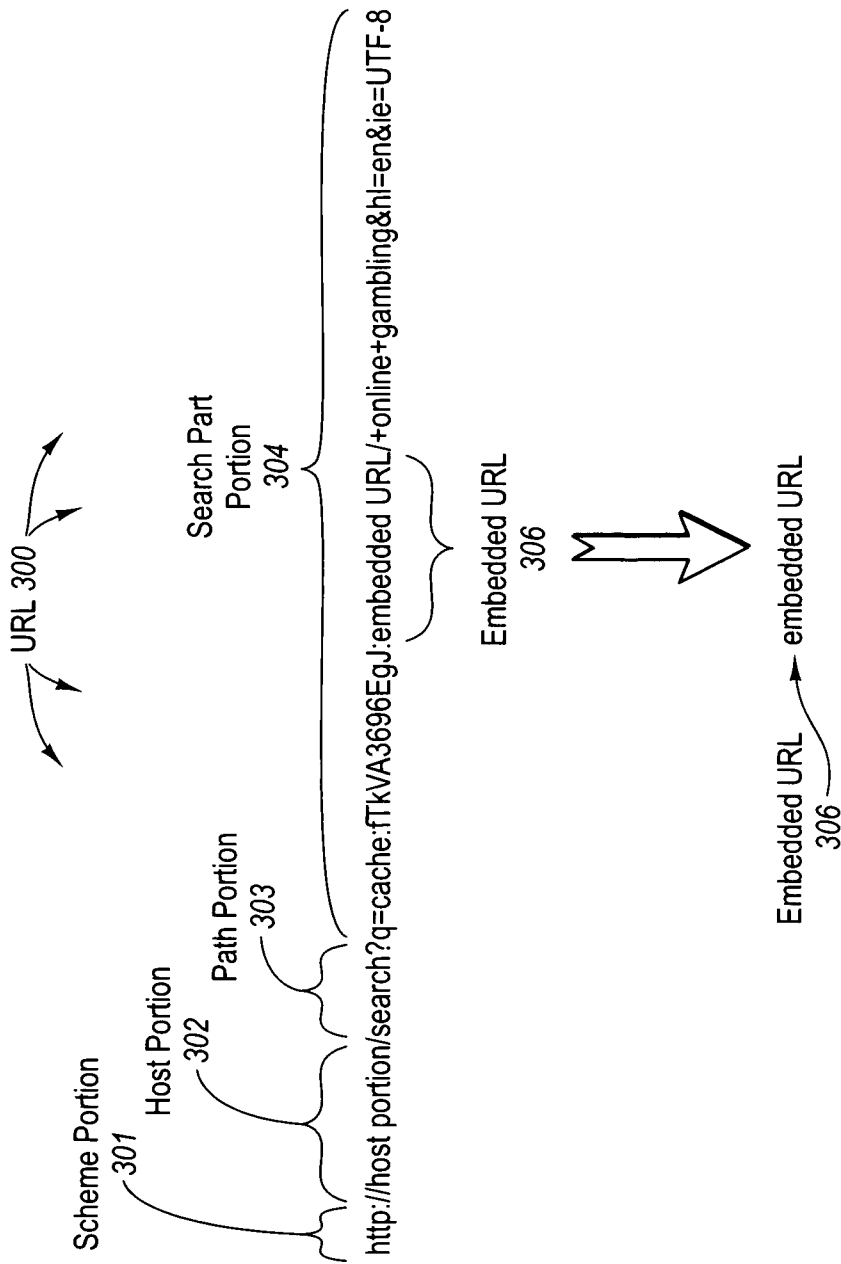 URL 300
Scheme Portion
301
Host Portion
302
Path Portion
303
Search Part
Portion
304
http://host portion/search?q=cache:fTkVA3696EgJ:embedded URL/+online+gambling&hl=en&ie=UTF-8
Embedded URL
306
Embedded URL
306
embedded URL